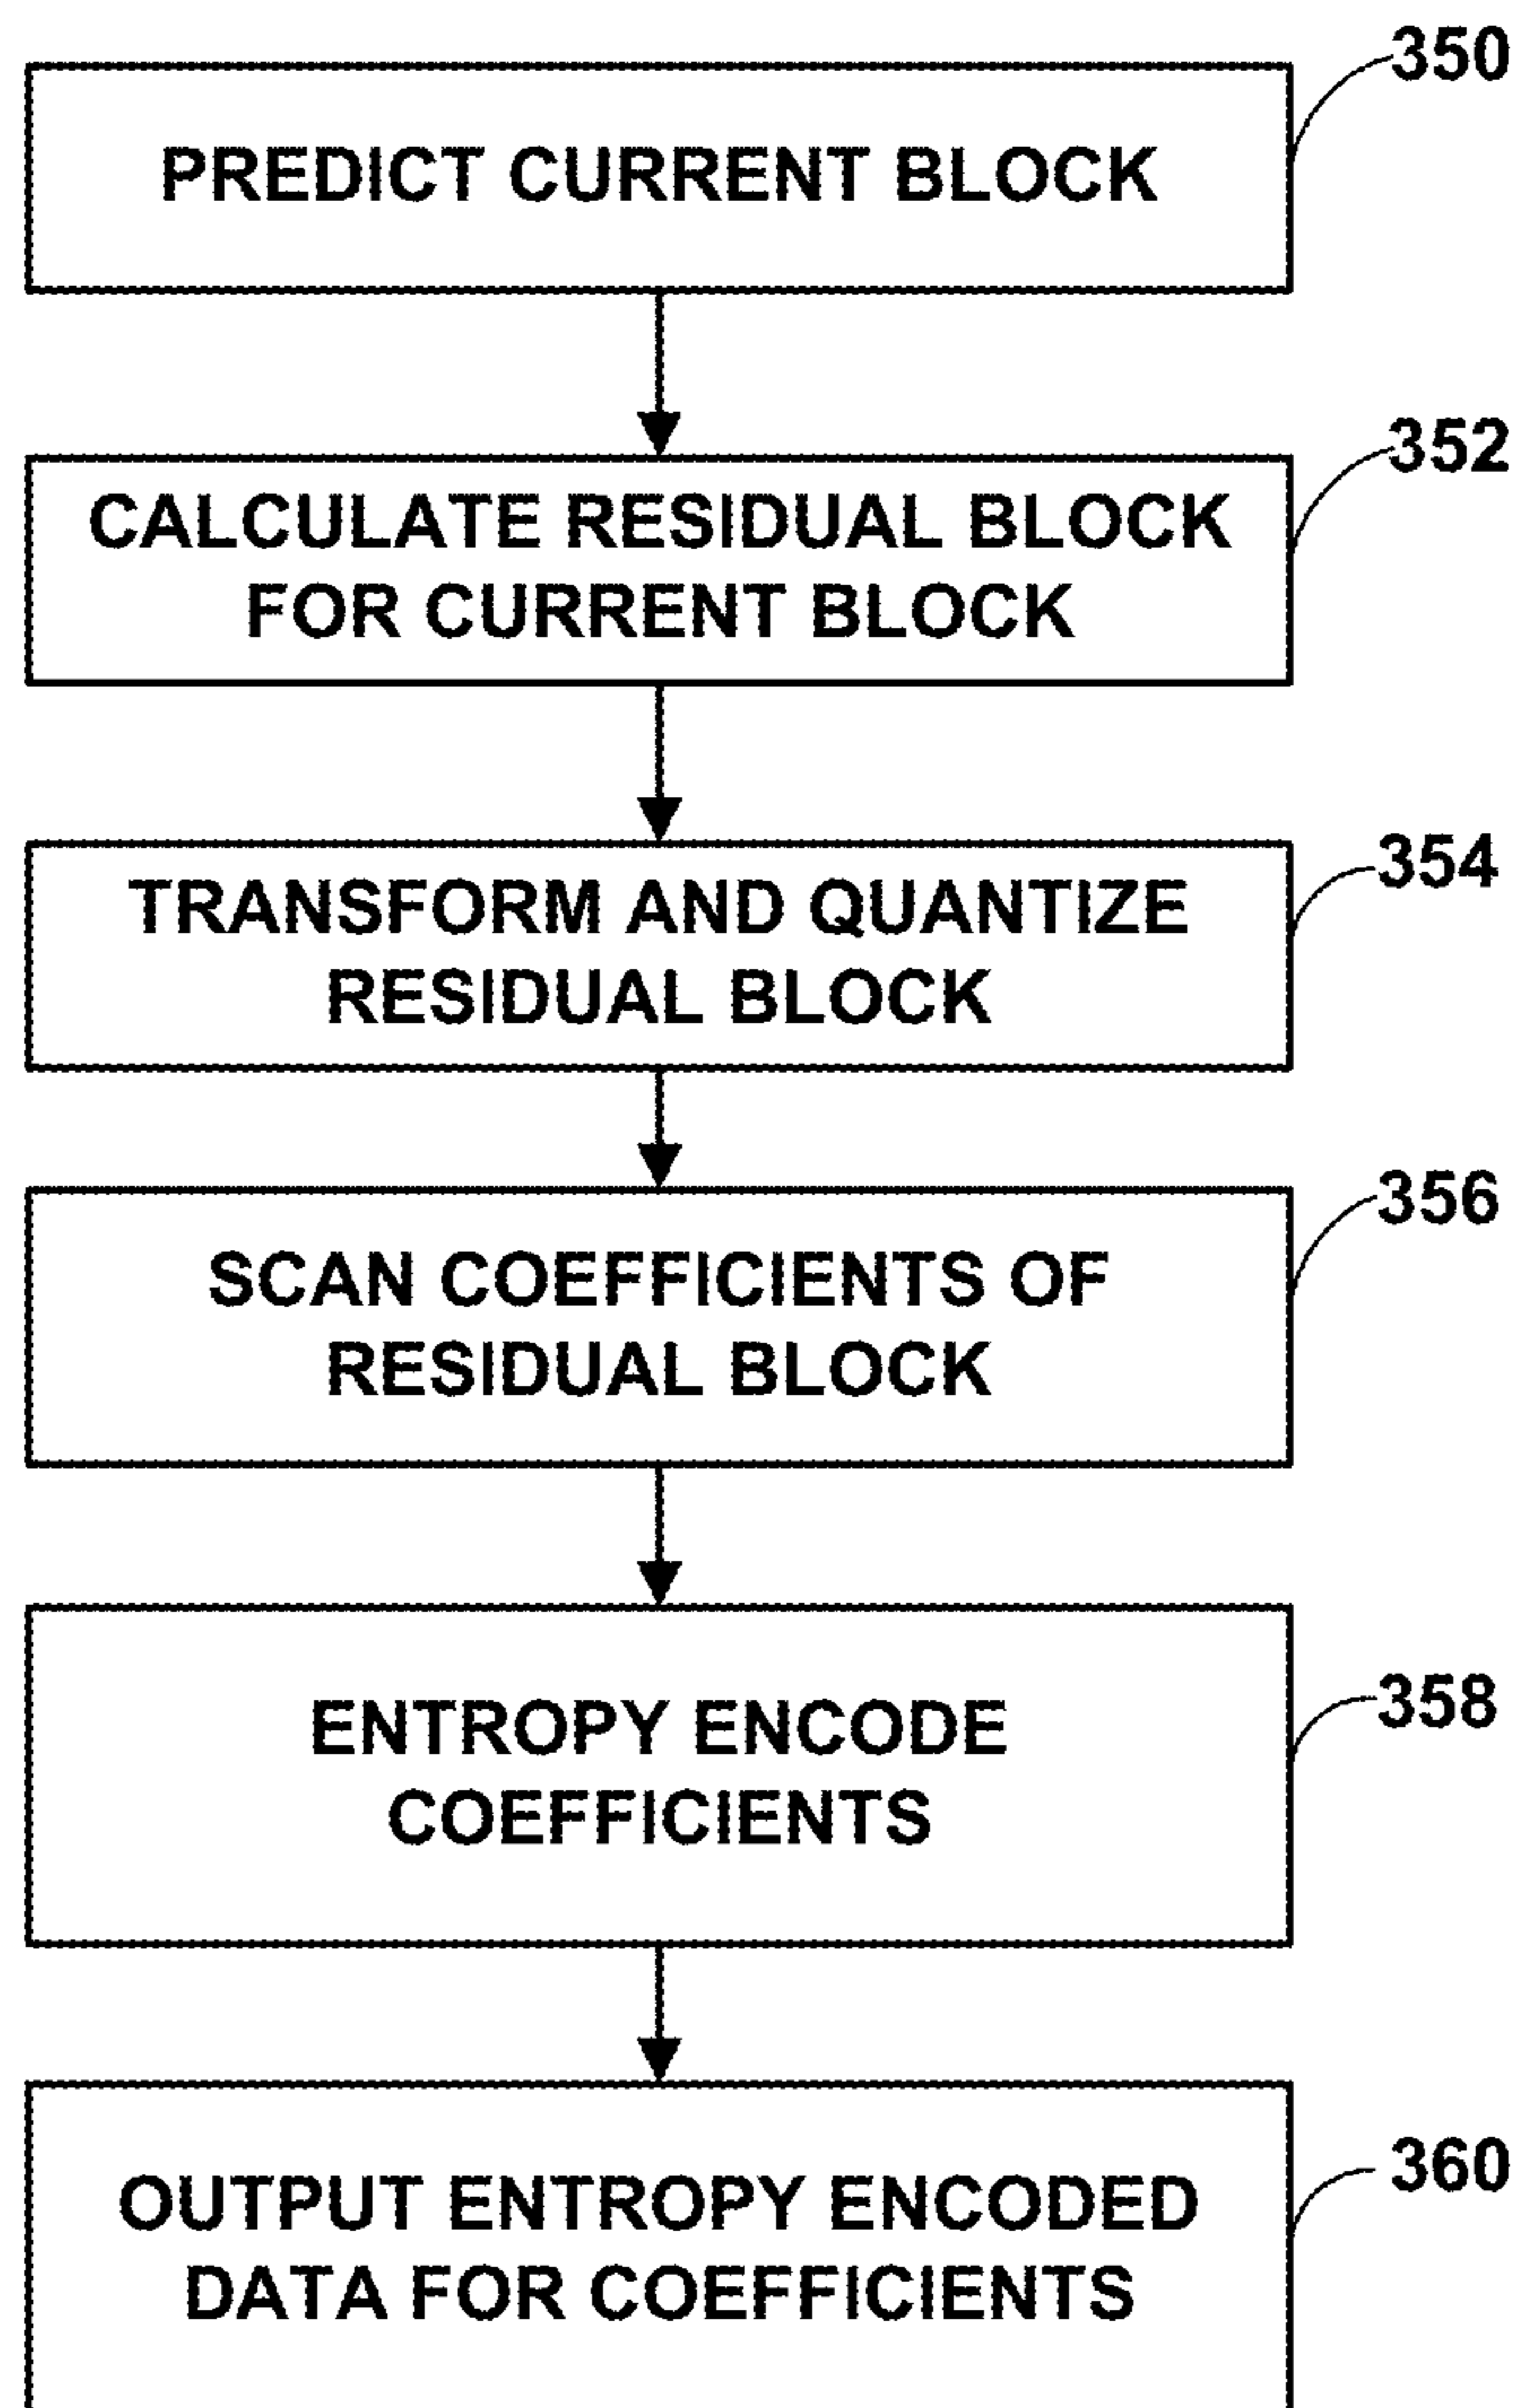 350
PREDICT CURRENT BLOCK
352
CALCULATE RESIDUAL BLOCK
FOR CURRENT BLOCK
354
TRANSFORM AND QUANTIZE
RESIDUAL BLOCK
356
SCAN COEFFICIENTS OF
RESIDUAL BLOCK
358
ENTROPY ENCODE
COEFFICIENTS
360
OUTPUT ENTROPY ENCODED
DATA FOR COEFFICIENTS